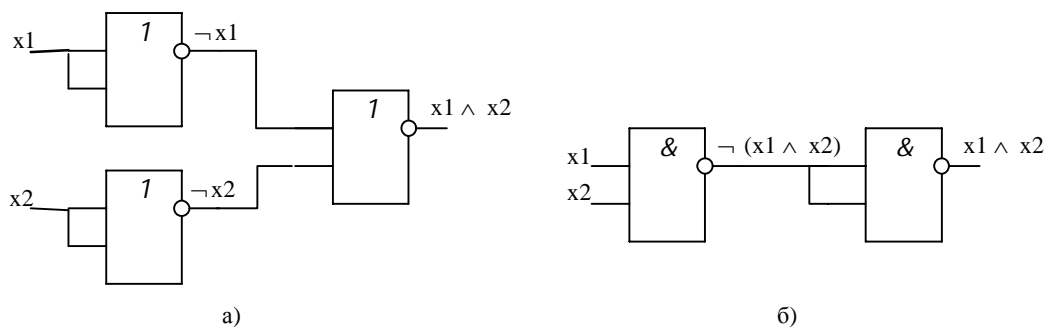 x1
1
¬ x1
1
x1 ∧ x2
x2
1
¬ x2
а)
x1
x2
&
¬ (x1 ∧ x2)
&
x1 ∧ x2
б)